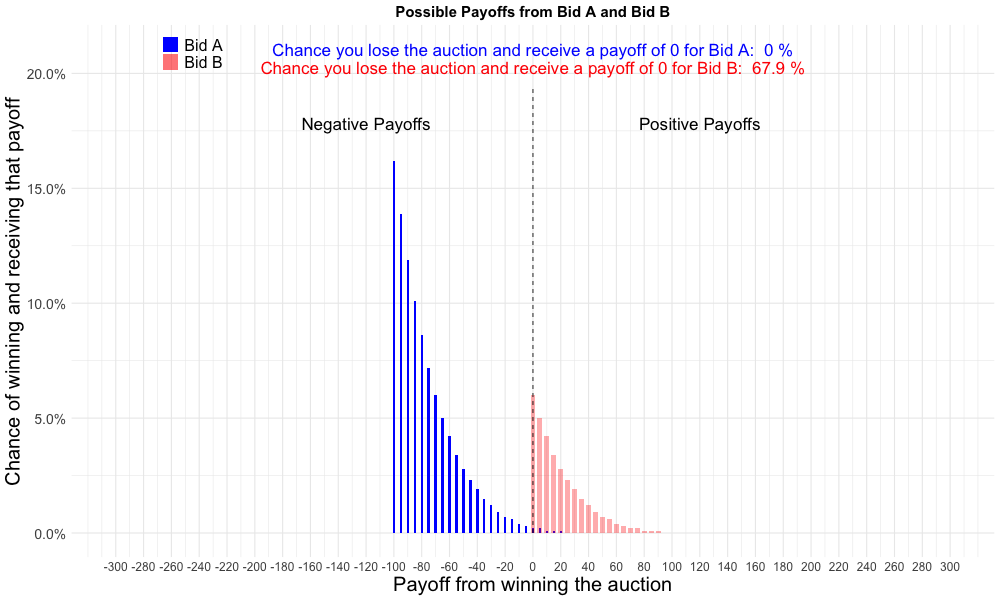 Possible Payoffs from Bid A and Bid B
Bid A
Bid B
Chance you lose the auction and receive a payoff of 0 for Bid A:  0 %
Chance you lose the auction and receive a payoff of 0 for Bid B:  67.9 %
Negative Payoffs
Positive Payoffs
Chance of winning and receiving that payoff
20.0%
15.0%
10.0%
5.0%
0.0%
-300 -280 -260 -240 -220 -200 -180 -160 -140 -120 -100 -80 -60 -40 -20 0 20 40 60 80 100 120 140 160 180 200 220 240 260 280 300
Payoff from winning the auction